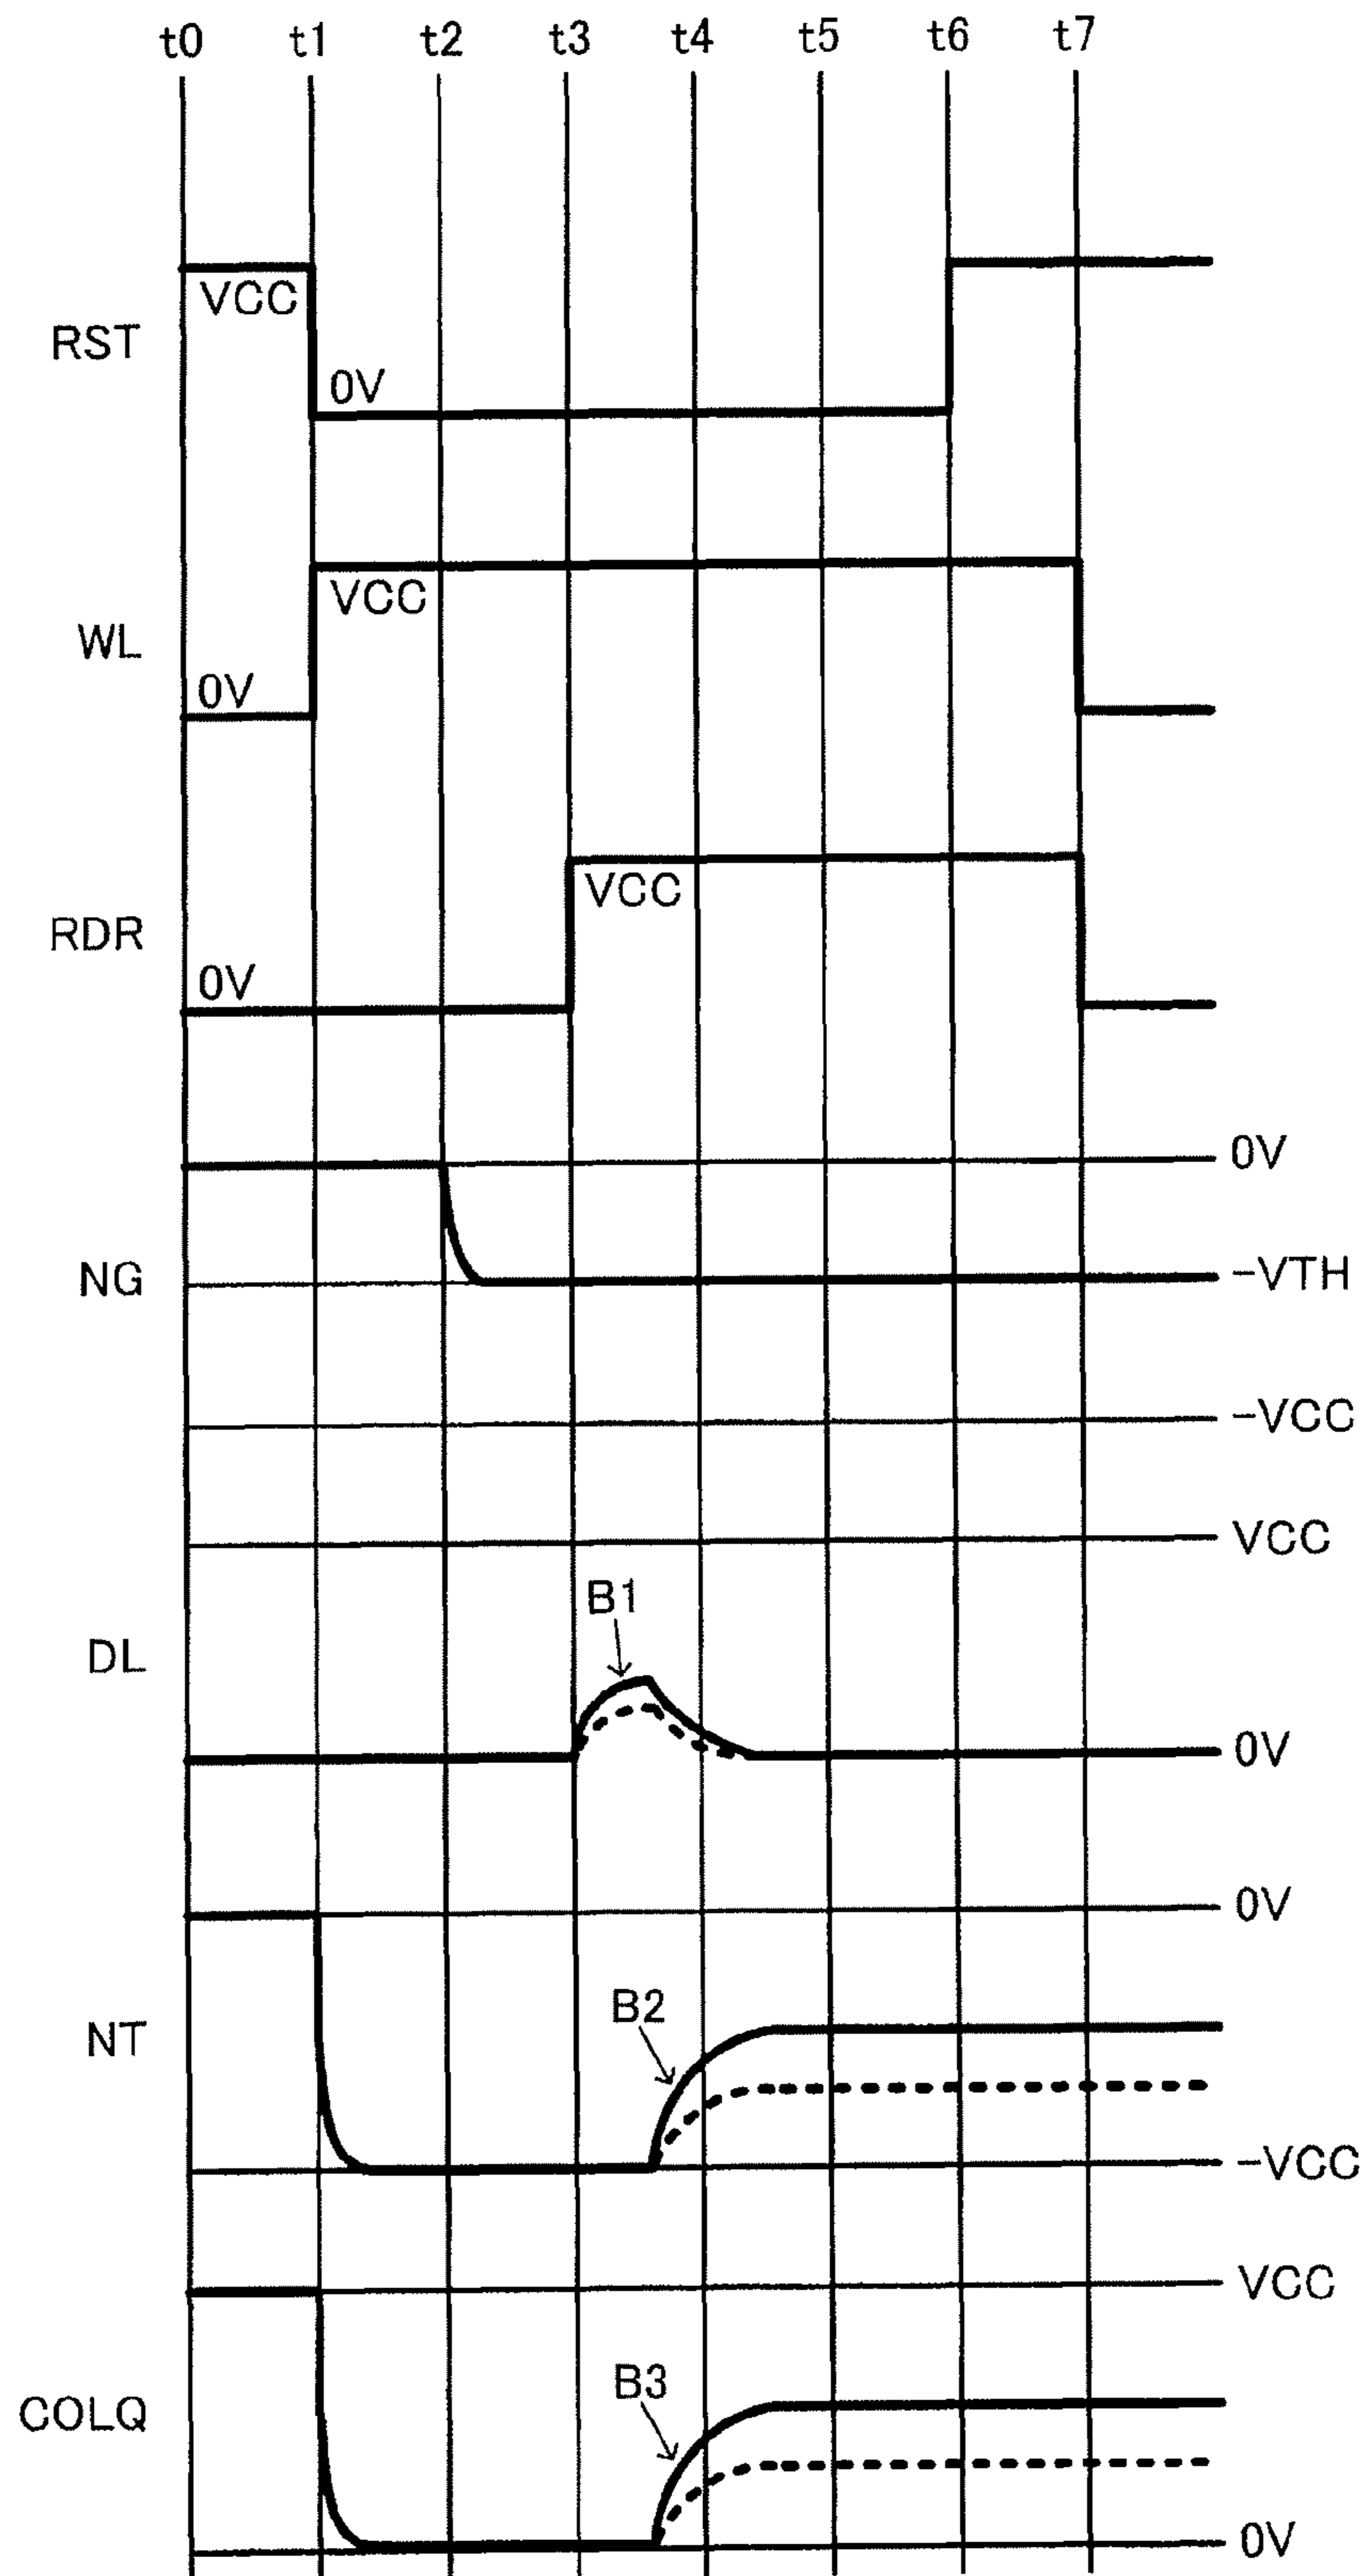 t0 t1 t2 t3 t4 t5 t6 t7
VCC
RST
0V
VCC
WL
0V
VCC
RDR
0V
0V
NG
-VTH
-VCC
VCC
B1
DL
0V
0V
B2
NT
-VCC
VCC
B3
COLQ
0V